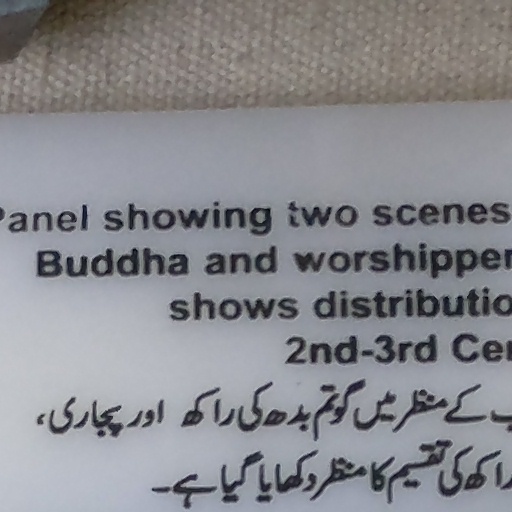 Panel showing two scenes
Buddha and worshipper
shows distributio
2nd-3rd Cer
کے منظر میں گوتم بدھ کی راکھ اور پجاری،
راکھ کی تقسیم کا منظر دکھایا گیا ہے۔